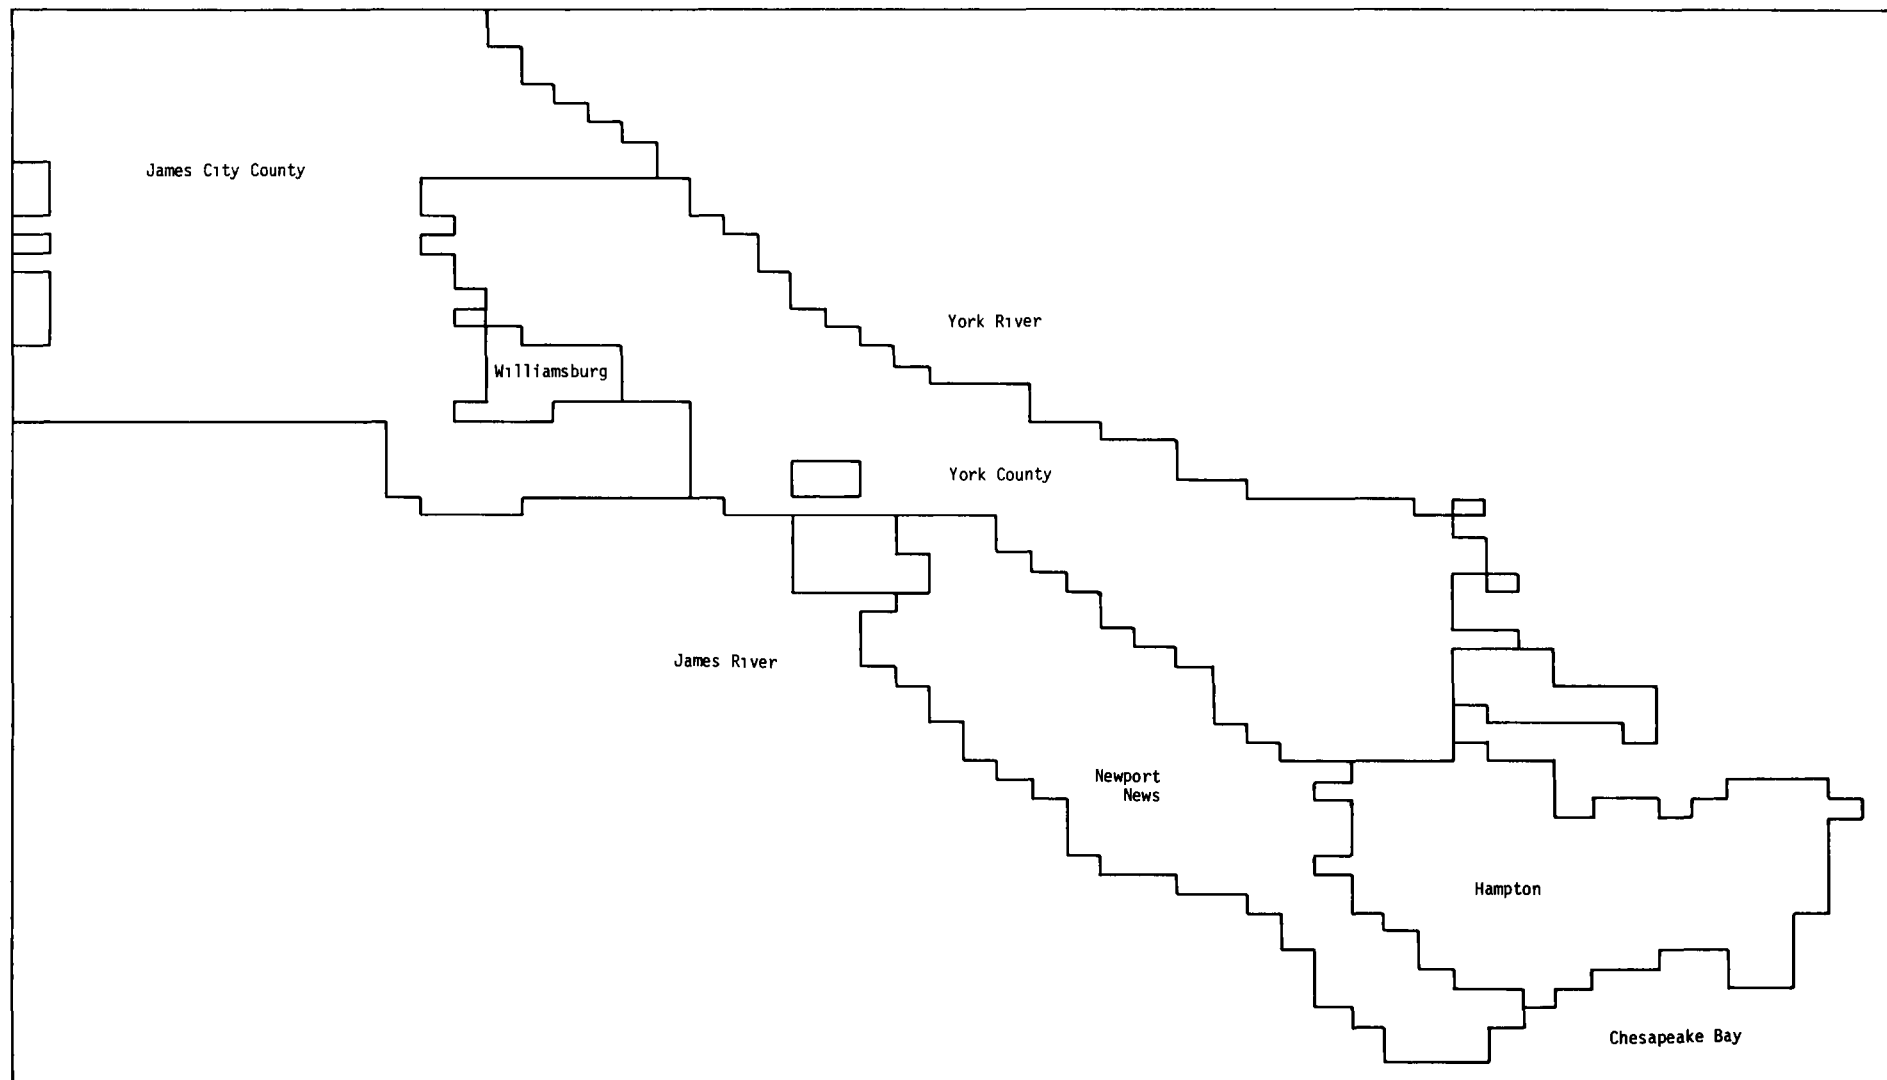 James City County
York River
Williamsburg
York County
James River
Newport
News
Hampton
Chesapeake Bay